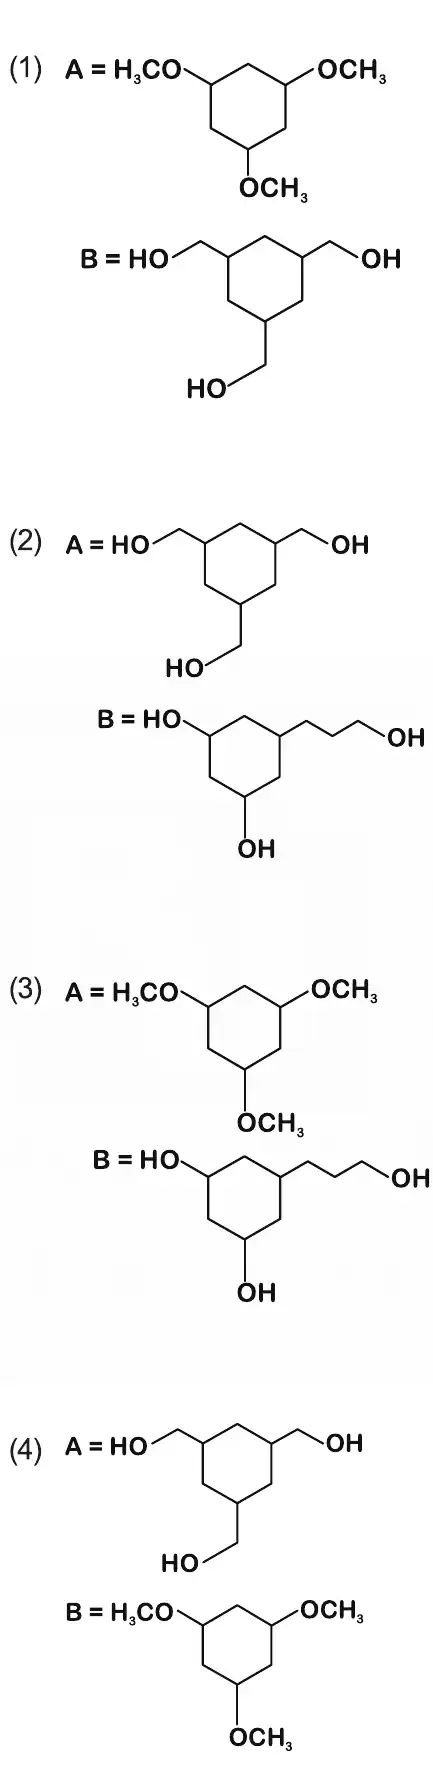 (1) A = H₃CO OCH₃
OCH₃
B = HO OH
HO
(2) A = HO OH
HO
B = HO OH
OH
(3) A = H₃CO OCH₃
OCH₃
B = HO OH
OH
(4) A = HO OH
HO
B = H₃CO OCH₃
OCH₃